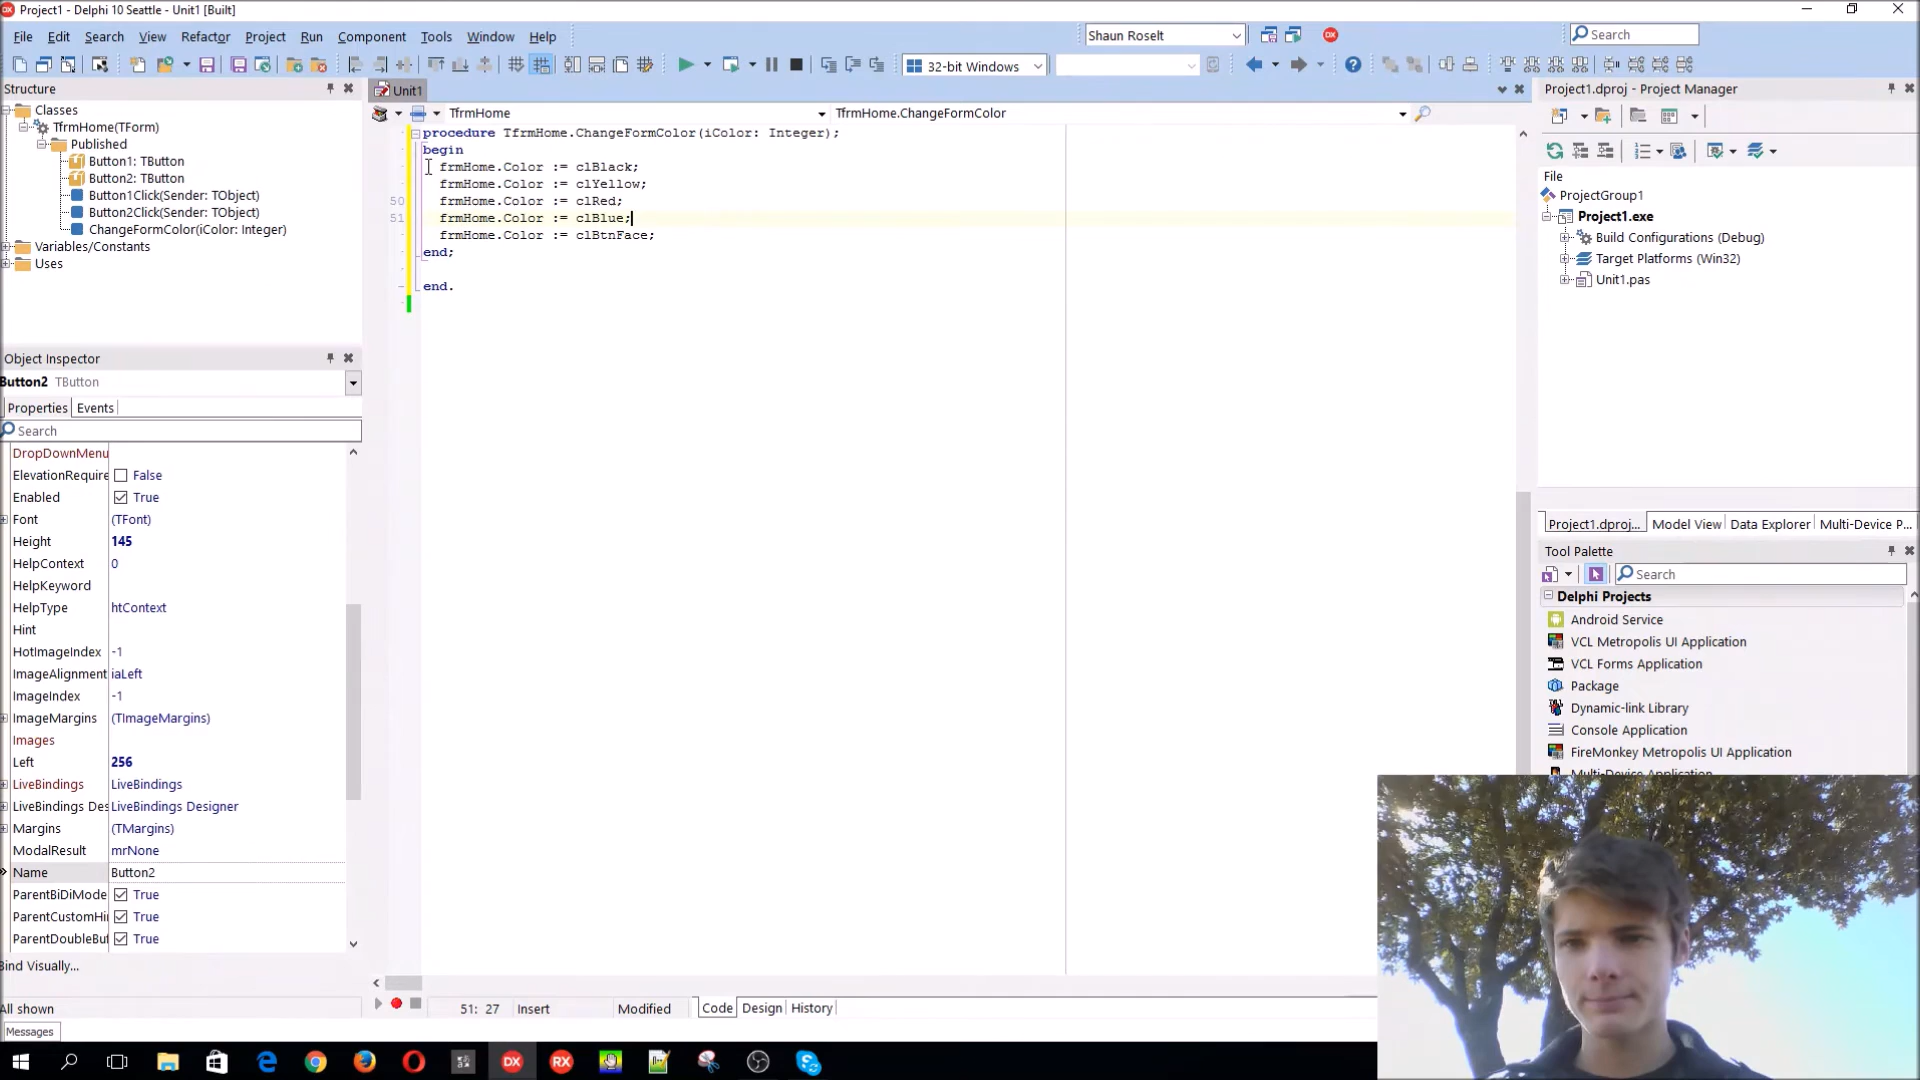 Project1 - Delphi 10 Seattle - Unit1 [Built]
File Edit Search View Refactor Project Run Component Tools Window Help
Shaun Roselt
Search
32-bit Windows
Structure
Classes
TfrmHome(TForm)
Published
Button1: TButton
Button2: TButton
Button1Click(Sender: TObject)
Button2Click(Sender: TObject)
ChangeFormColor(iColor: Integer)
Variables/Constants
Uses
Object Inspector
Button2 TButton
Properties Events
Search
DropDownMenu
ElevationRequire False
Enabled True
Font (TFont)
Height 145
HelpContext 0
HelpKeyword
HelpType htContext
Hint
HotImageIndex -1
ImageAlignment iaLeft
ImageIndex -1
ImageMargins (TImageMargins)
Images
Left 256
LiveBindings LiveBindings
LiveBindings Des LiveBindings Designer
Margins (TMargins)
ModalResult mrNone
Name Button2
ParentBiDiMode True
ParentCustomHi True
ParentDoubleBuf True
Bind Visually...
All shown
Messages
Unit1
TfrmHome
TfrmHome.ChangeFormColor
procedure TfrmHome.ChangeFormColor(iColor: Integer);
begin
frmHome.Color := clBlack;
frmHome.Color := clYellow;
50 frmHome.Color := clRed;
51 frmHome.Color := clBlue;
frmHome.Color := clBtnFace;
end;
end.
51: 27 Insert Modified Code Design History
Project1.dproj - Project Manager
File
ProjectGroup1
Project1.exe
Build Configurations (Debug)
Target Platforms (Win32)
Unit1.pas
Project1.dproj... Model View Data Explorer Multi-Device P...
Tool Palette
Search
Delphi Projects
Android Service
VCL Metropolis UI Application
VCL Forms Application
Package
Dynamic-link Library
Console Application
FireMonkey Metropolis UI Application
Multi-Device Application
DX
RX